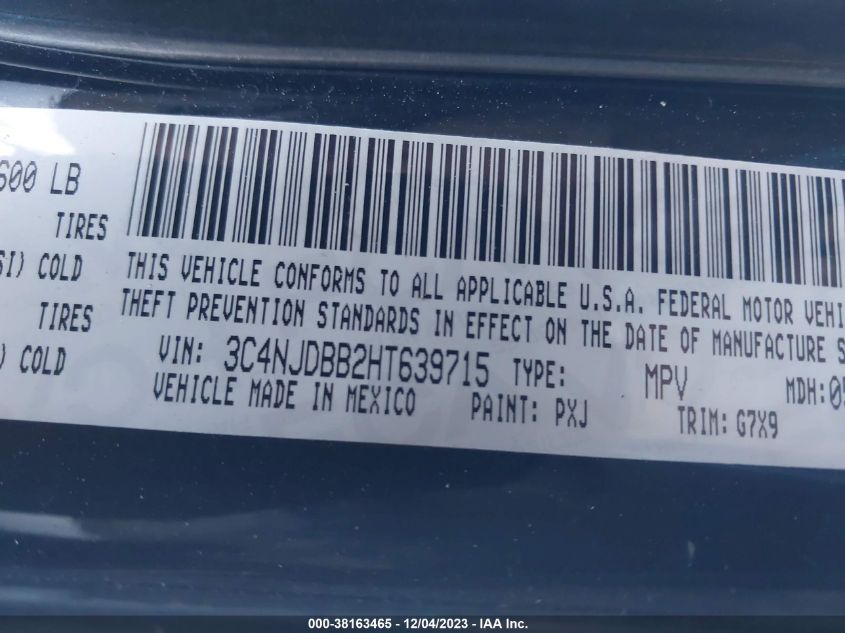 600 LB
TIRES
SI) COLD
TIRES
) COLD
THIS VEHICLE CONFORMS TO ALL APPLICABLE U.S.A. FEDERAL MOTOR VEHI
THEFT PREVENTION STANDARDS IN EFFECT ON THE DATE OF MANUFACTURE S
VIN: 3C4NJDBB2HT639715 TYPE: MPV MDH:05
VEHICLE MADE IN MEXICO PAINT: PXJ TRIM: G7X9
000-38163465 - 12/04/2023 - IAA Inc.